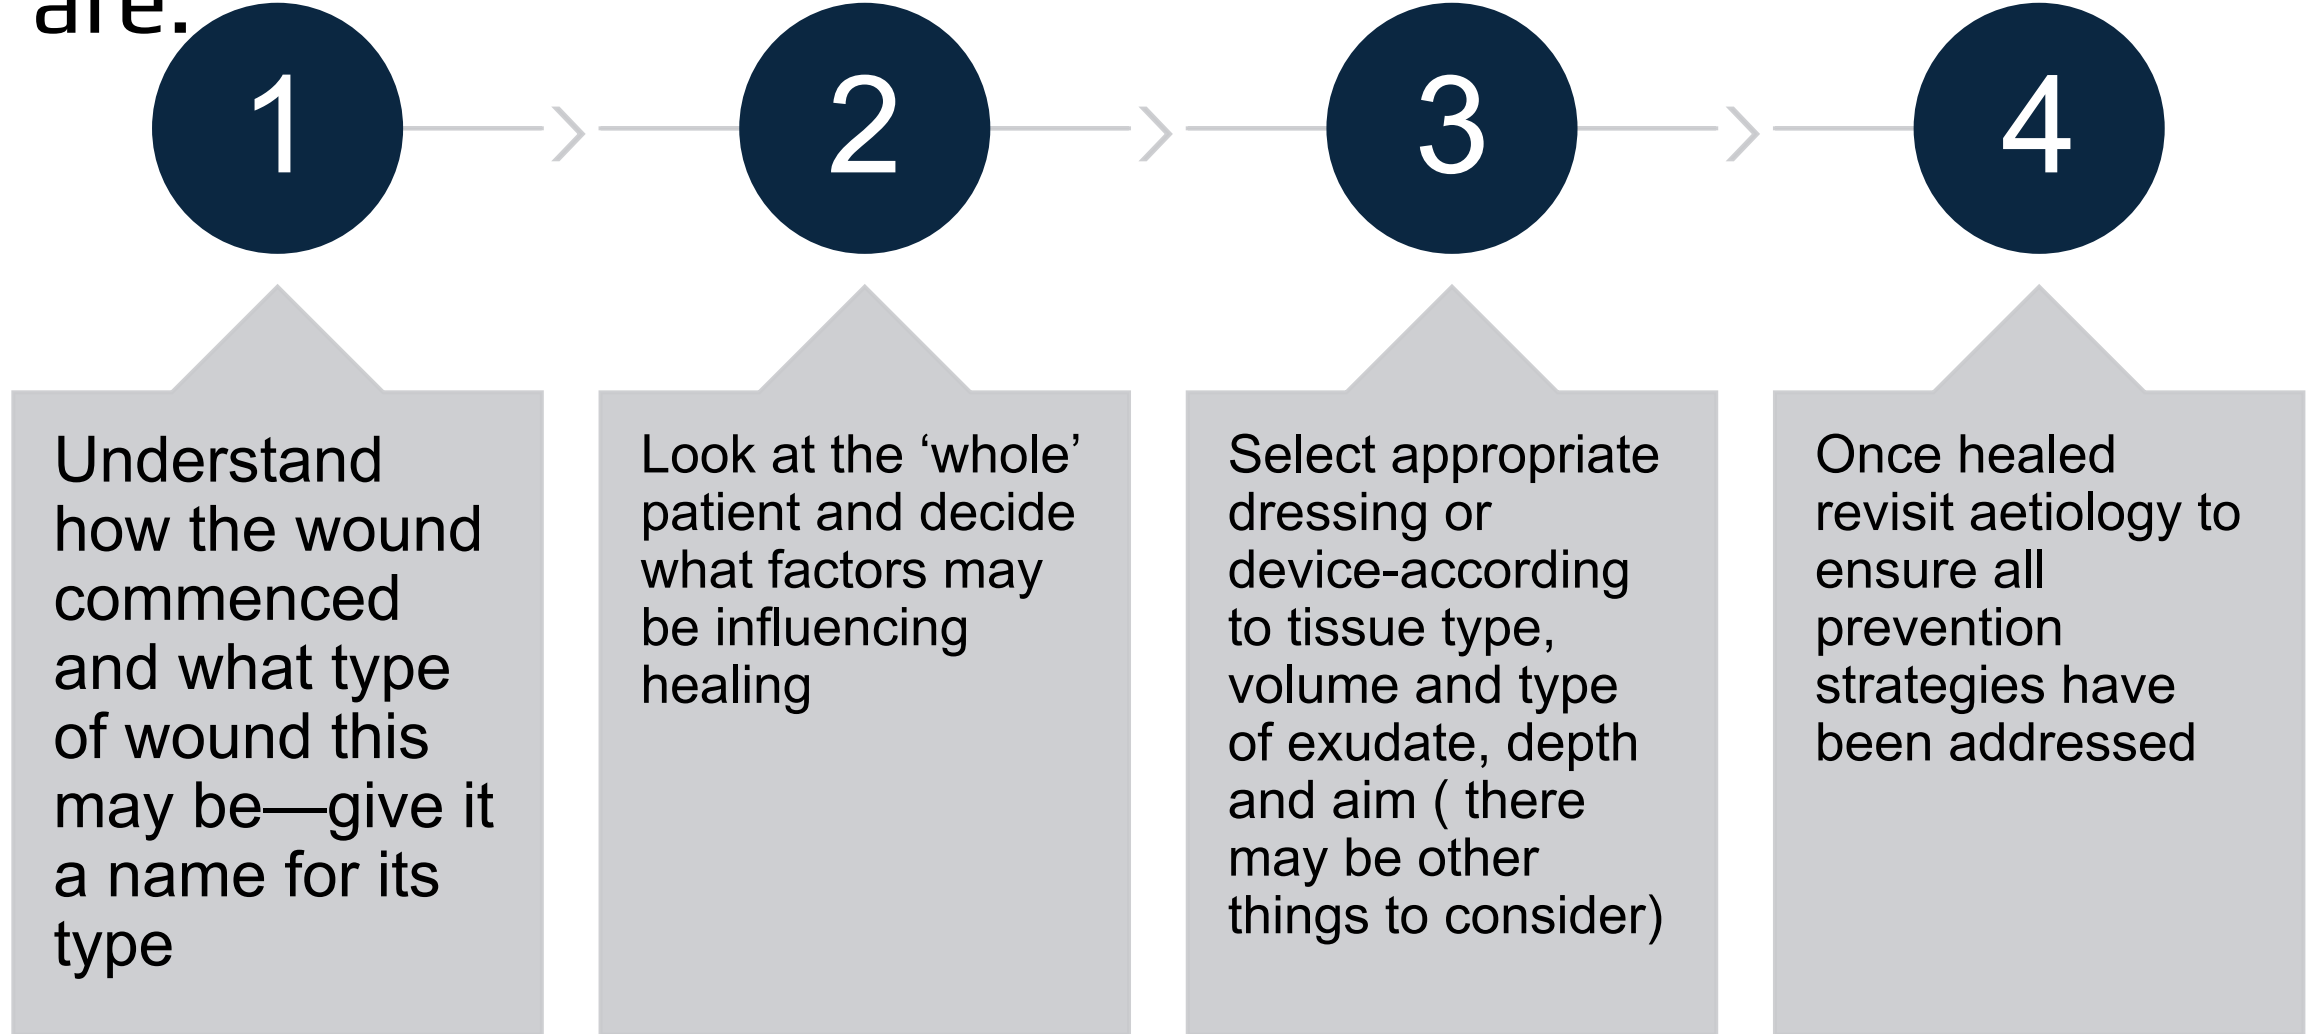 are:
1
2
3
4
Understand
how the wound
commenced
and what type
of wound this
may be—give it
a name for its
type
Look at the ‘whole’
patient and decide
what factors may
be influencing
healing
Select appropriate
dressing or
device-according
to tissue type,
volume and type
of exudate, depth
and aim ( there
may be other
things to consider)
Once healed
revisit aetiology to
ensure all
prevention
strategies have
been addressed